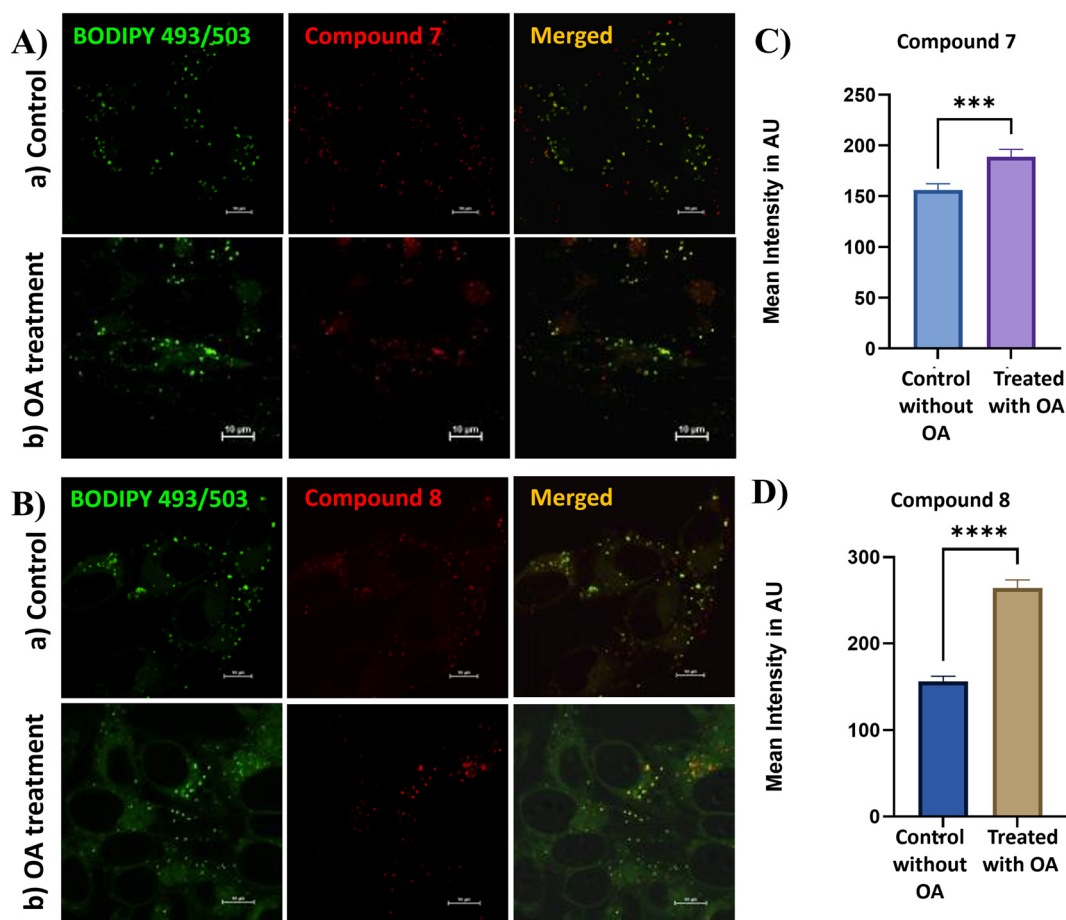 A)
BODIPY 493/503
Compound 7
Merged
a) Control
b) OA treatment
10 µm
10 µm
10 µm
B)
BODIPY 493/503
Compound 8
Merged
a) Control
b) OA treatment
C)
Compound 7
Mean Intensity in AU
250
200
150
100
50
0
***
Control
without
OA
Treated
with OA
D)
Compound 8
Mean Intensity in AU
300
200
100
0
****
Control
without
OA
Treated
with OA